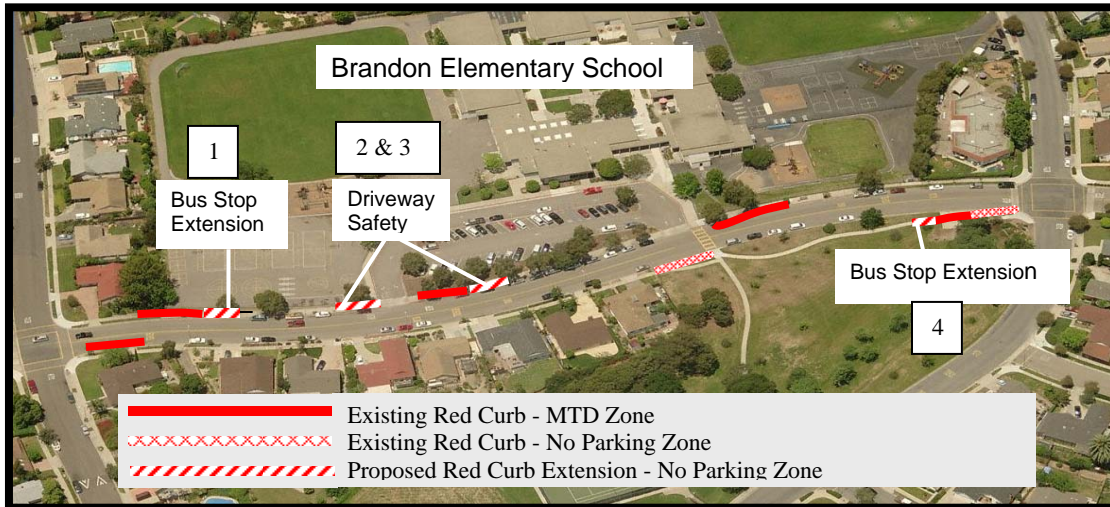 Brandon Elementary School
1
2 & 3
Bus Stop
Extension
Driveway
Safety
Bus Stop Extension
4
Existing Red Curb - MTD Zone
Existing Red Curb - No Parking Zone
Proposed Red Curb Extension - No Parking Zone